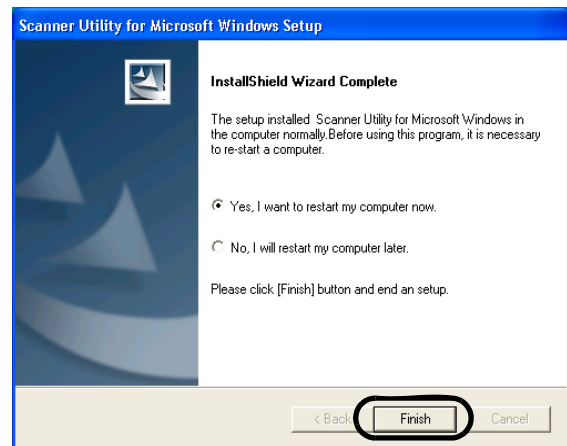 Scanner Utility for Microsoft Windows Setup
InstallShield Wizard Complete
The setup installed Scanner Utility for Microsoft Windows in
the computer normally.Before using this program, it is necessary
to re-start a computer.
Yes, I want to restart my computer now.
No, I will restart my computer later.
Please click [Finish] button and end an setup.
< Back Finish Cancel